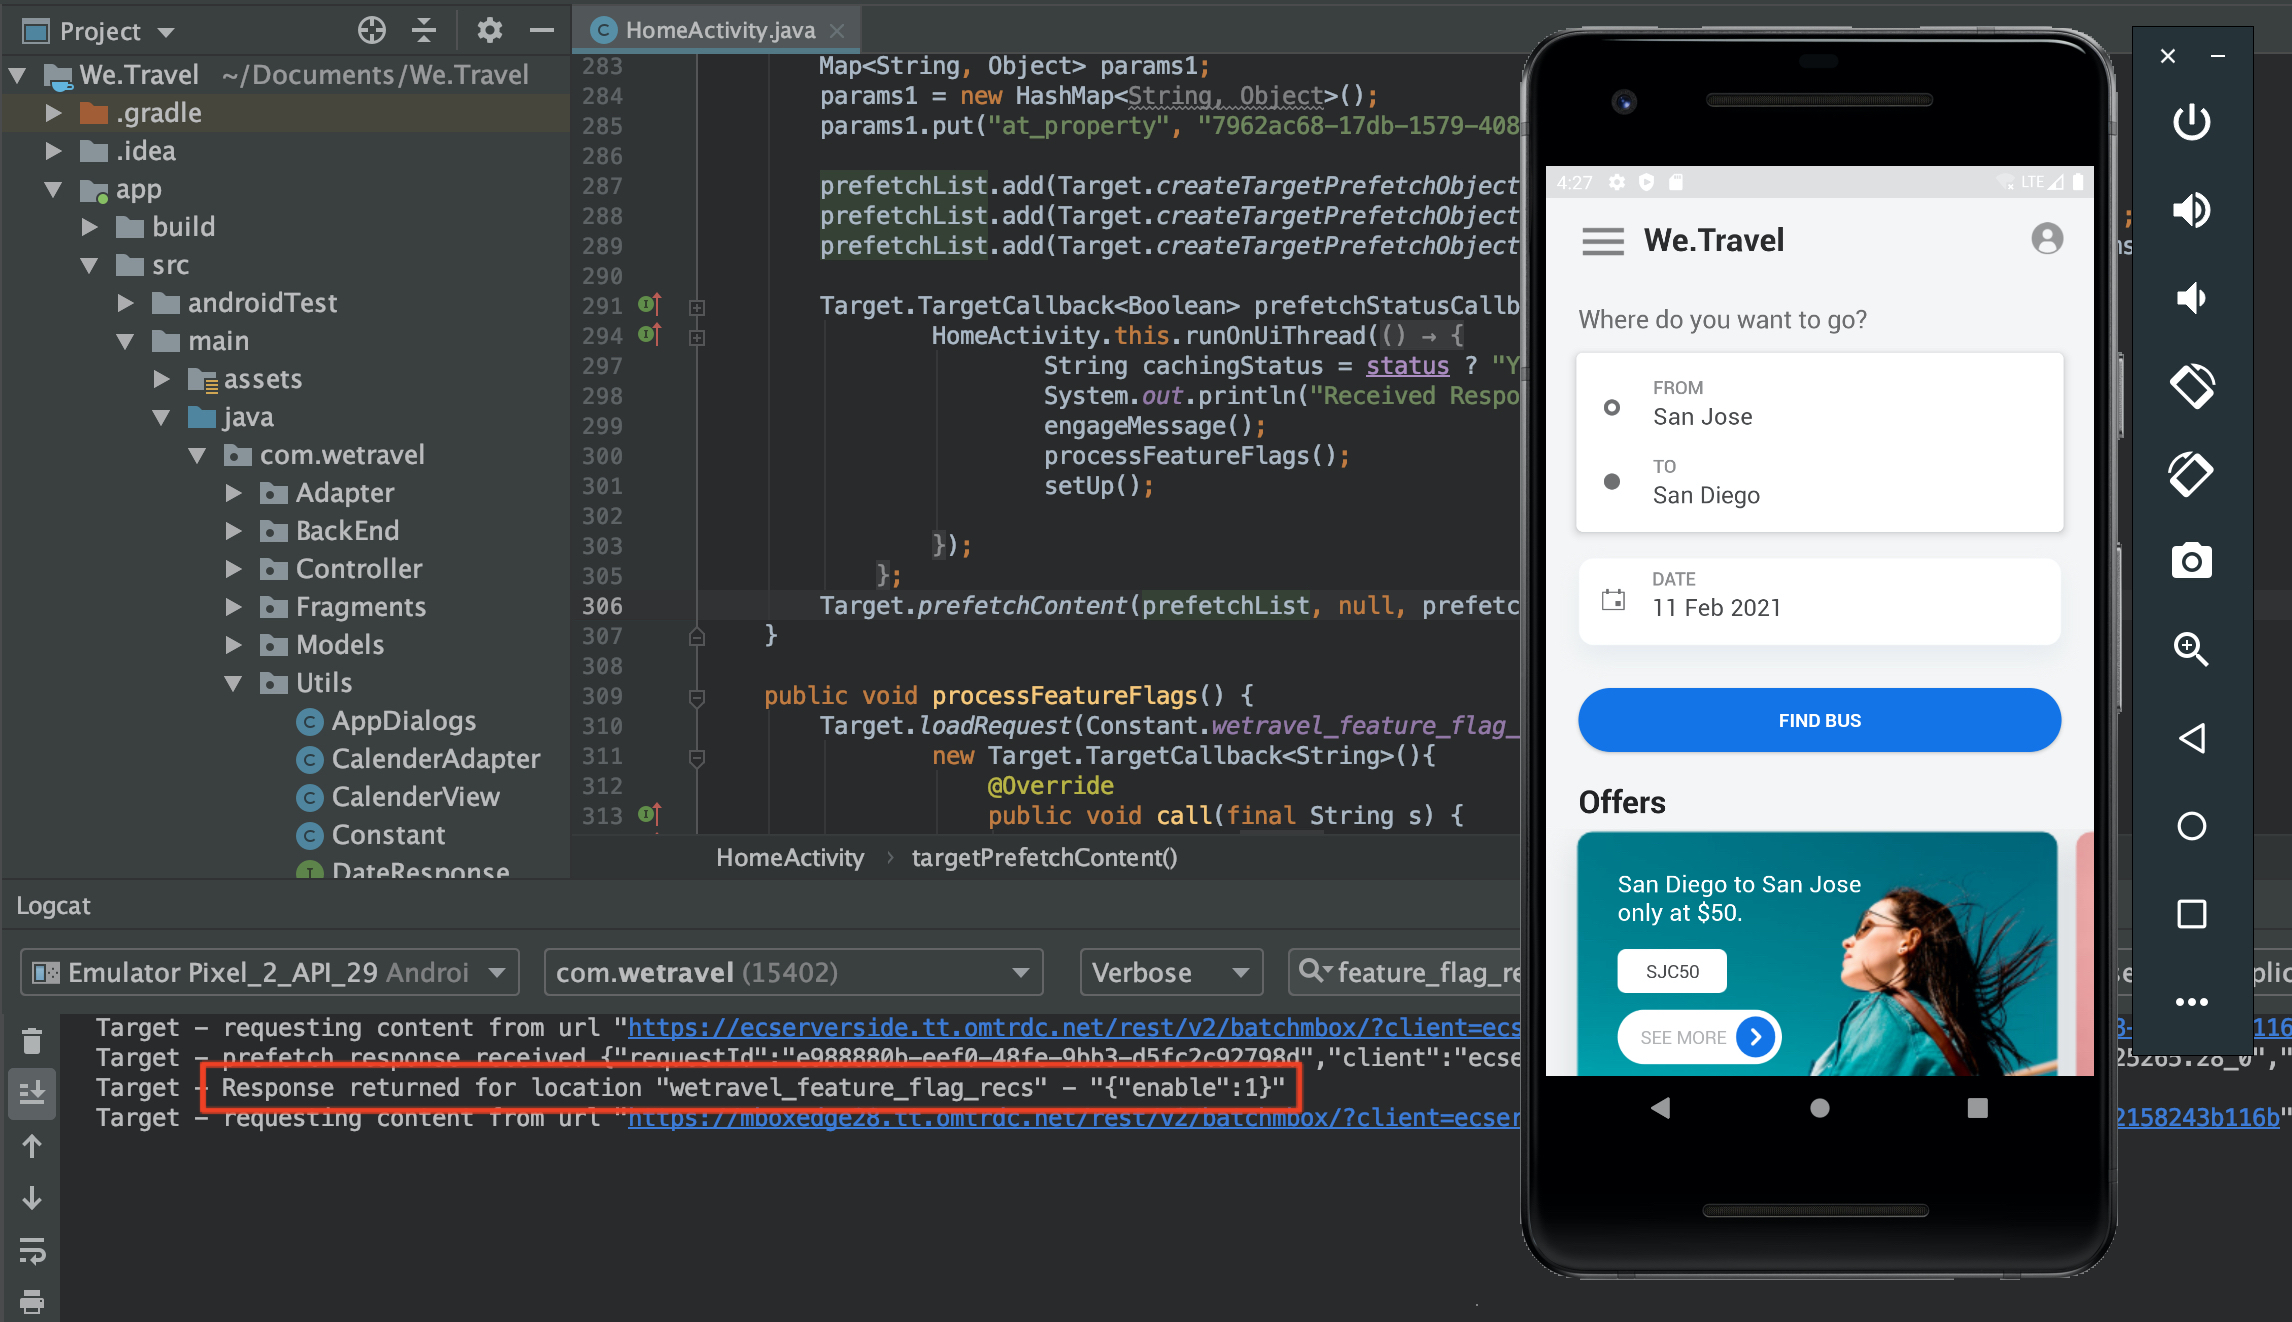 Project
HomeActivity.java
We.Travel ~/Documents/We.Travel
.gradle
.idea
app
build
src
androidTest
main
assets
java
com.wetravel
Adapter
BackEnd
Controller
Fragments
Models
Utils
AppDialogs
CalenderAdapter
CalenderView
Constant
DateResponse
283 Map<String, Object> params1;
284 params1 = new HashMap<String, Object>();
285 params1.put("at_property", "7962ac68-17db-1579-408
286
287 prefetchList.add(Target.createTargetPrefetchObject
288 prefetchList.add(Target.createTargetPrefetchObject ;
289 prefetchList.add(Target.createTargetPrefetchObject
290
291 Target.TargetCallback<Boolean> prefetchStatusCallb
294 HomeActivity.this.runOnUiThread(() → {
297 String cachingStatus = status ? "Y
298 System.out.println("Received Respo
299 engageMessage();
300 processFeatureFlags();
301 setUp();
302
303 });
305 };
306 Target.prefetchContent(prefetchList, null, prefetc
307 }
308
309 public void processFeatureFlags() {
310 Target.loadRequest(Constant.wetravel_feature_flag_
311 new Target.TargetCallback<String>(){
312 @Override
313 public void call(final String s) {
HomeActivity › targetPrefetchContent()
Logcat
Emulator Pixel_2_API_29 Androi
com.wetravel (15402)
Verbose
feature_flag_re
Target – requesting content from url "https://ecserverside.tt.omtrdc.net/rest/v2/batchmbox/?client=ecs
Target – prefetch response received {"requestId":"e988880b-eef0-48fe-9bb3-d5fc2c92798d","client":"ecse 25265.28_0","
Target – Response returned for location "wetravel_feature_flag_recs" – "{"enable":1}"
Target – requesting content from url "https://mboxedge28.tt.omtrdc.net/rest/v2/batchmbox/?client=ecser 2158243b116b"
4:27
LTE
We.Travel
Where do you want to go?
FROM
San Jose
TO
San Diego
DATE
11 Feb 2021
FIND BUS
Offers
San Diego to San Jose
only at $50.
SJC50
SEE MORE